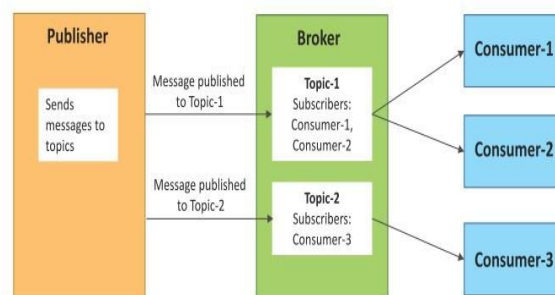 Publisher
Sends
messages to
topics
Message published
to Topic-1
Message published
to Topic-2
Broker
Topic-1
Subscribers:
Consumer-1,
Consumer-2
Topic-2
Subscribers:
Consumer-3
Consumer-1
Consumer-2
Consumer-3